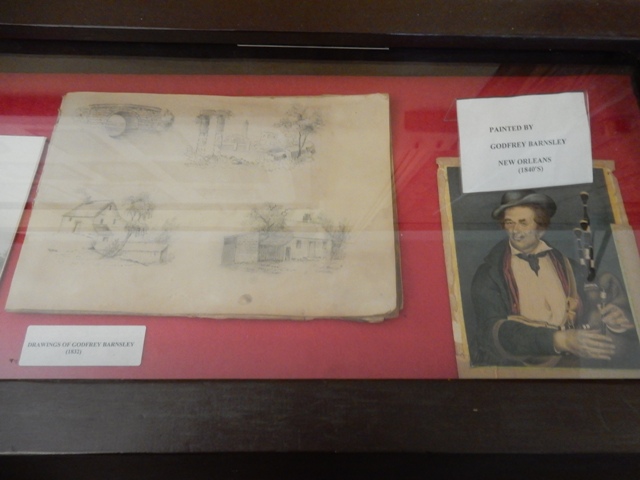 PAINTED BY
GODFREY BARNSLEY
NEW ORLEANS
(1840'S)
DRAWINGS OF GODFREY BARNSLEY
(1832)